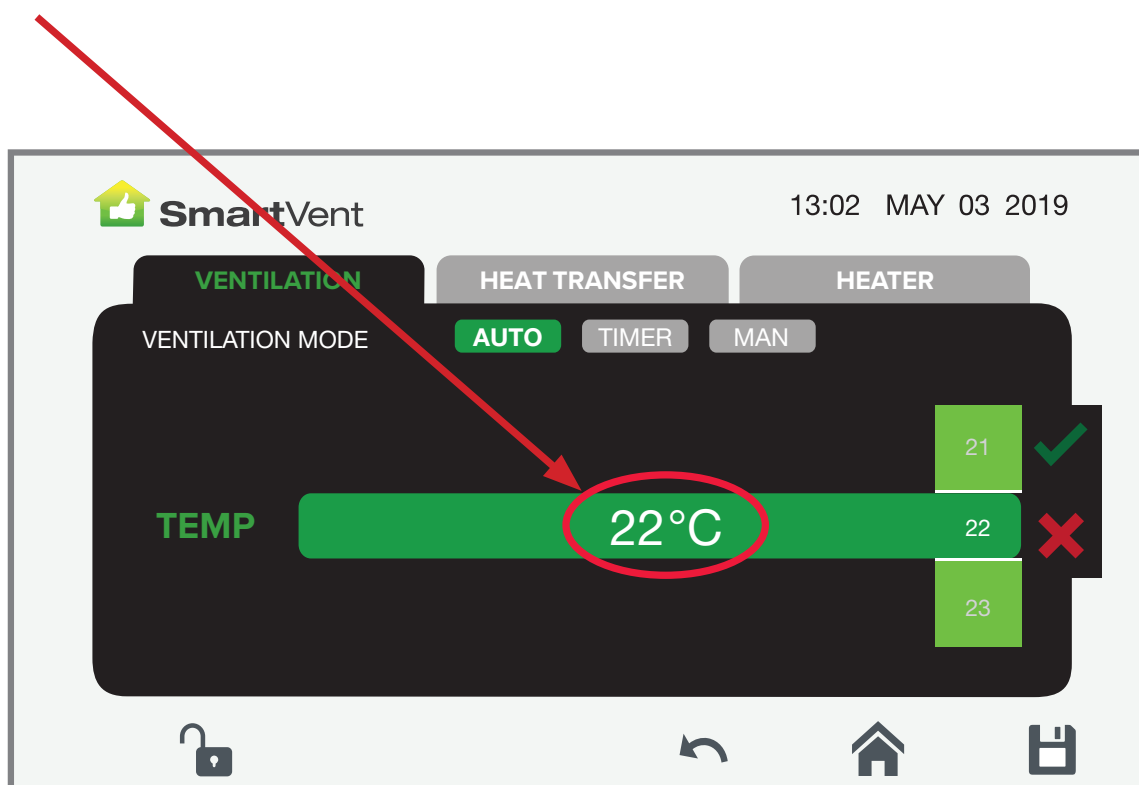 SmartVent 13:02 MAY 03 2019
VENTILATION HEAT TRANSFER HEATER
VENTILATION MODE AUTO TIMER MAN
21
TEMP 22°C 22
23